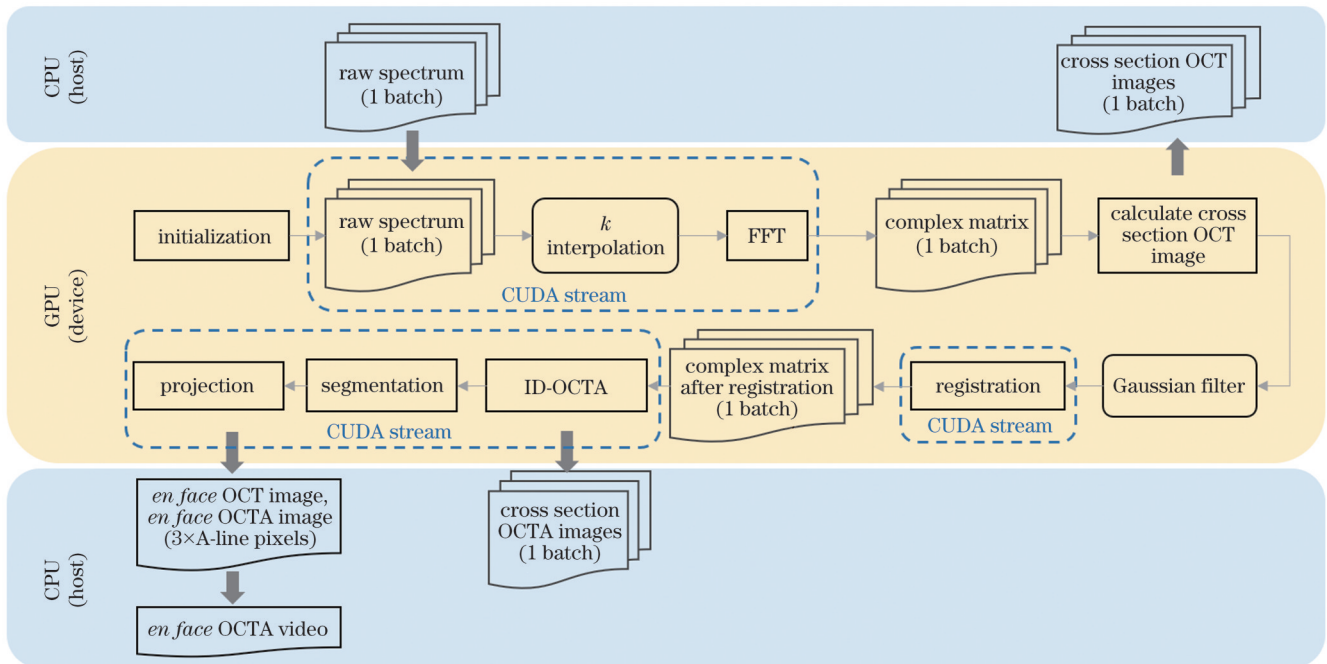 CPU
(host)
raw spectrum
(1 batch)
cross section OCT
images
(1 batch)
GPU
(device)
initialization
raw spectrum
(1 batch)
k
interpolation
FFT
CUDA stream
complex matrix
(1 batch)
calculate cross
section OCT
image
projection
segmentation
ID-OCTA
CUDA stream
complex matrix
after registration
(1 batch)
registration
CUDA stream
Gaussian filter
CPU
(host)
en face OCT image,
en face OCTA image
(3×A-line pixels)
cross section
OCTA images
(1 batch)
en face OCTA video